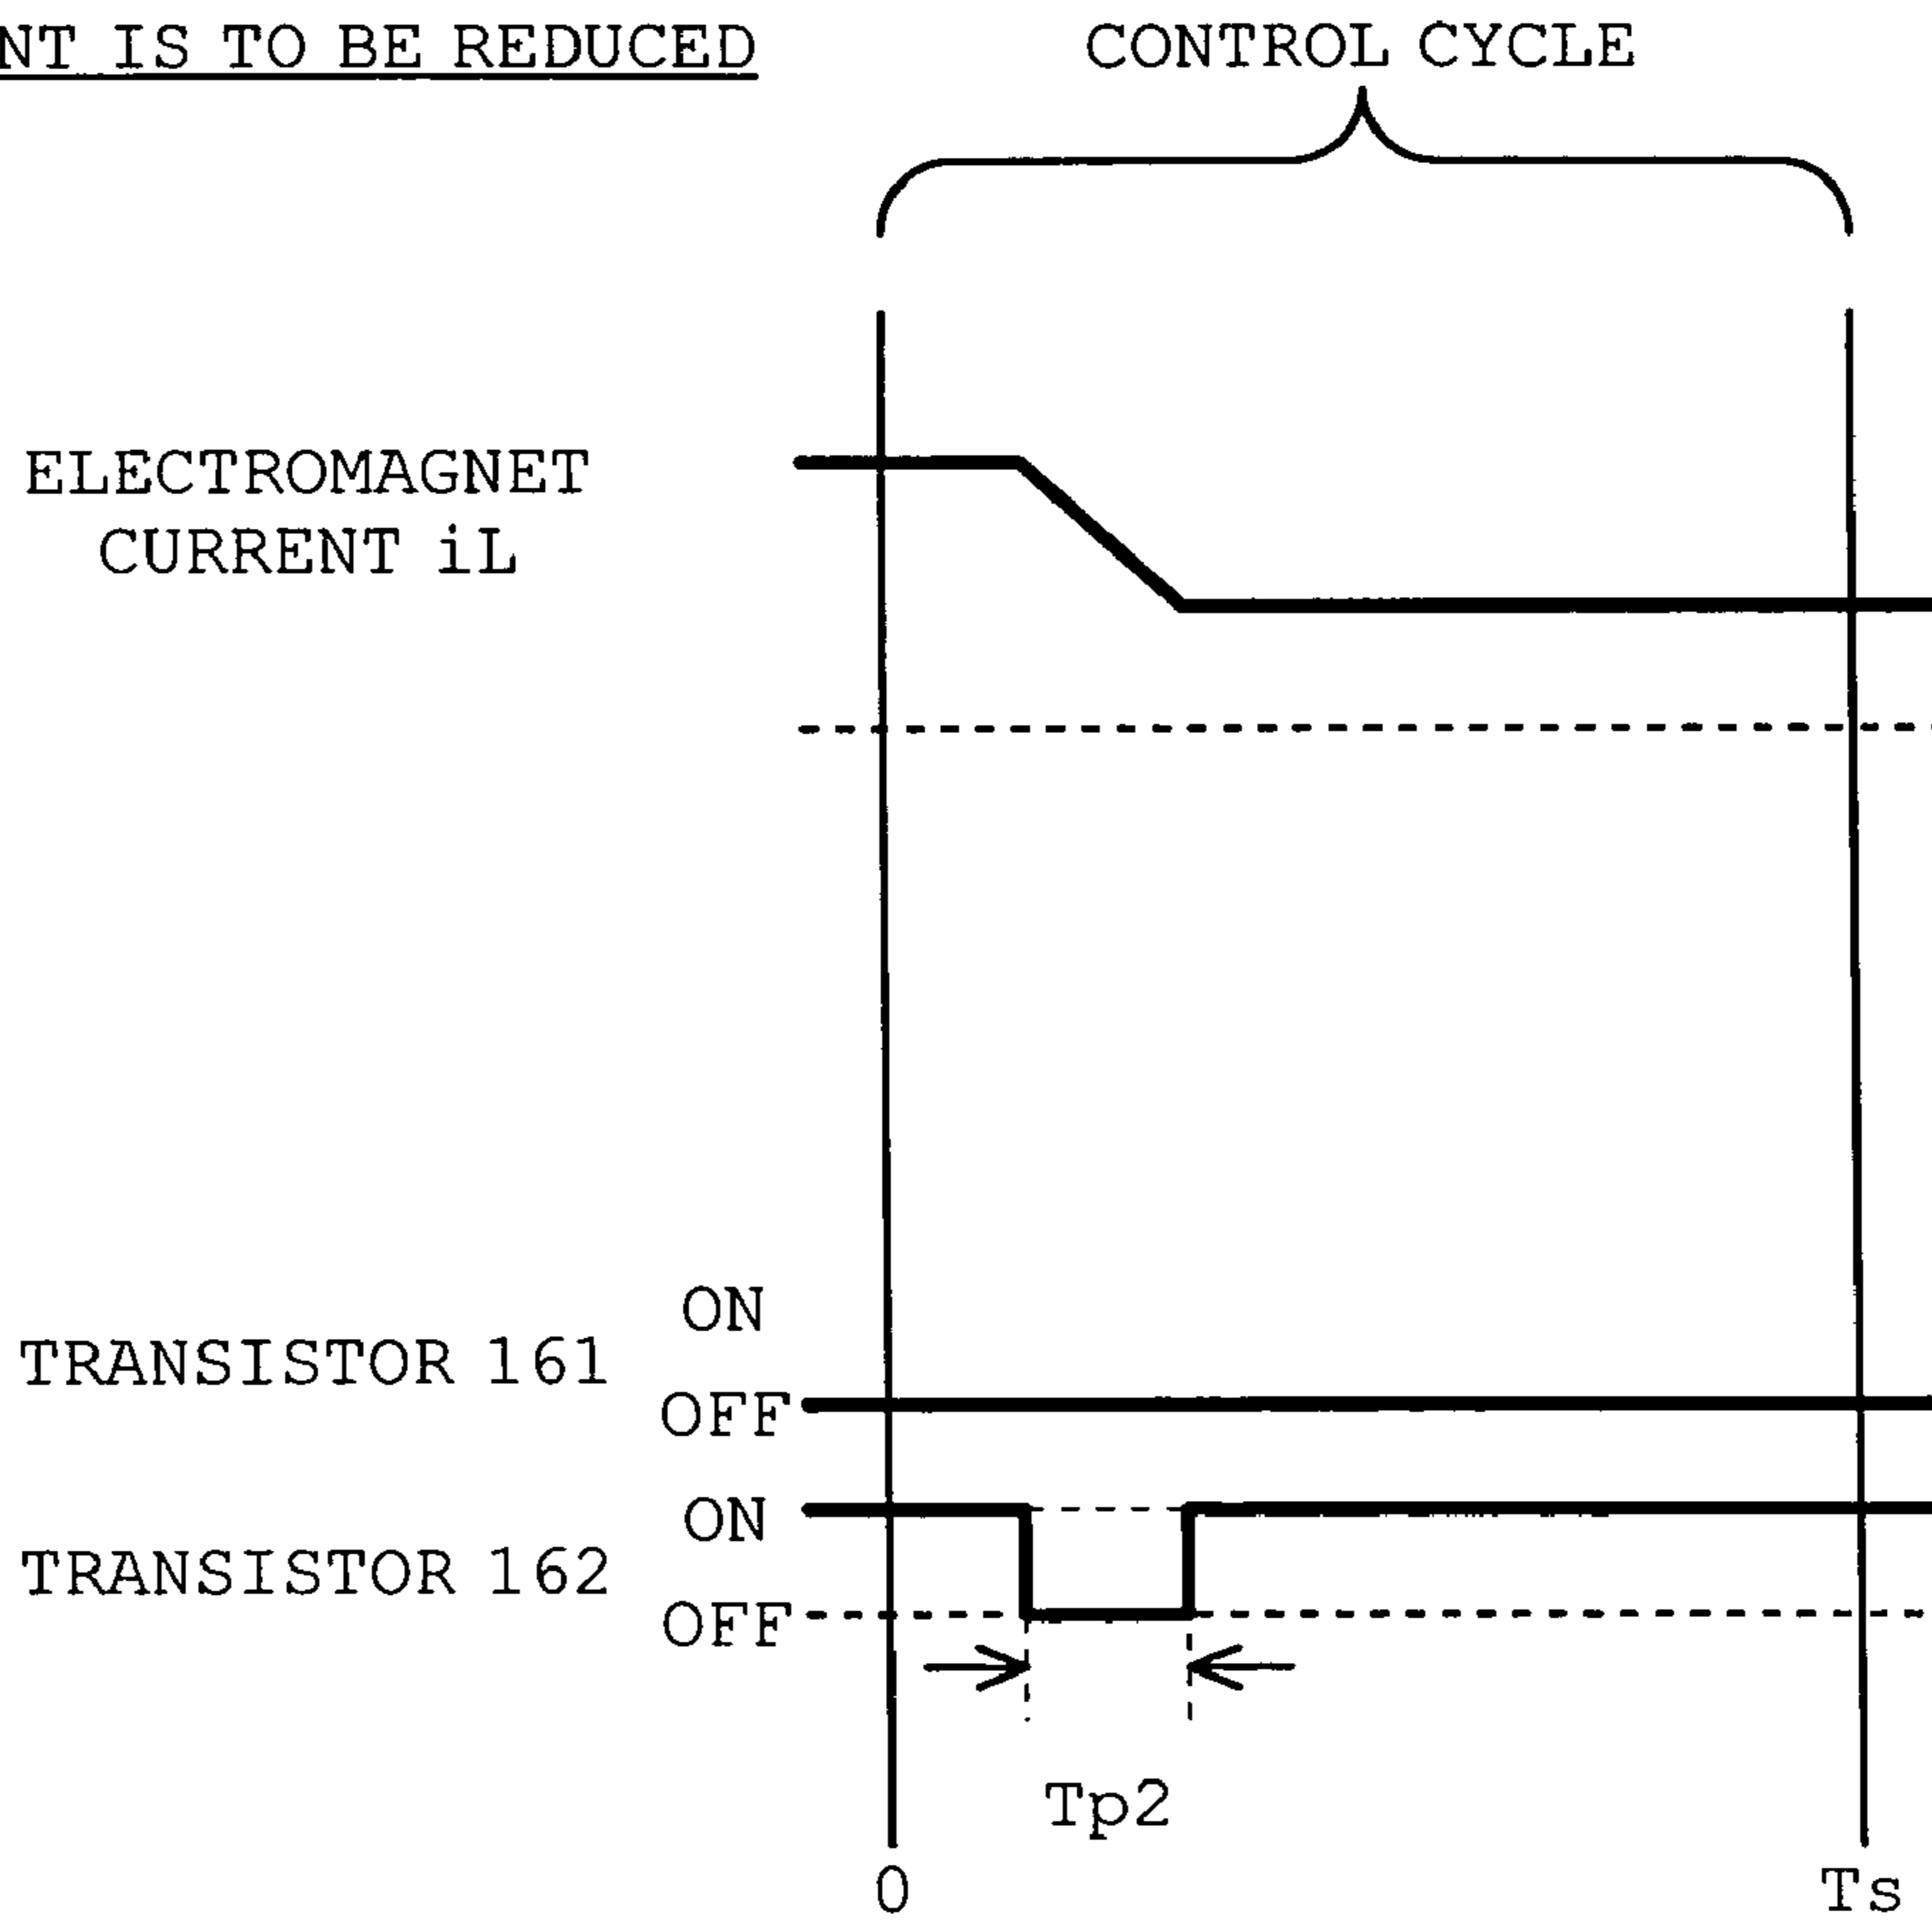 NT IS TO BE REDUCED
CONTROL CYCLE
ELECTROMAGNET
CURRENT iL
ON
TRANSISTOR 161
OFF
ON
TRANSISTOR 162
OFF
Tp2
0
Ts